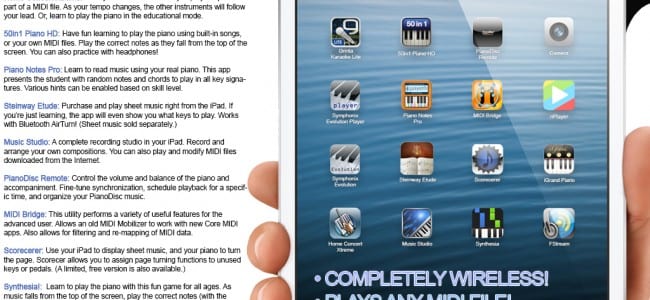 part of a MIDI file. As your tempo changes, the other instruments will follow
your lead. Or, learn to play the piano in the educational mode.
50in1 Piano HD: Have fun learning to play the piano using built-in songs,
or your own MIDI files. Play the correct notes as they fall from the top of the
screen. You can also practice with headphones!
Piano Notes Pro: Learn to read music using your real piano. This app
presents the student with random notes and chords to play in all key signa-
tures. Various hints can be enabled based on skill level.
Steinway Etude: Purchase and play sheet music right from the iPad. If
you're just learning, the app will even show you what keys to play. Works
with Bluetooth AirTurn! (Sheet music sold separately.)
Music Studio: A complete recording studio in your iPad. Record and
arrange your own compositions. You can also play and modify MIDI files
downloaded from the Internet.
PianoDisc Remote: Control the volume and balance of the piano and
accompaniment. Fine-tune synchronization, schedule playback for a specif-
ic time, and organize your PianoDisc music.
MIDI Bridge: This utility performs a variety of useful features for the
advanced user. Allows an old MIDI Mobilizer to work with new Core MIDI
apps. Also allows for filtering and re-mapping of MIDI data.
Scorecerer: Use your iPad to display sheet music, and your piano to turn
the page. Scorecer allows you to assign page turning functions to unused
keys or pedals. (A limited, free version is also available.)
Synthesia! Learn to play the piano with this fun game for all ages. As
music falls from the top of the screen, play the correct notes (with the
LITE
OnVia
Karaoke Lite
50in1 Piano HD
PianoDisc
Remote
Camera
player
Symphonix
Evolution Player
Piano Notes
Pro
MIDI Bridge
nPlayer
Evolution
Symphonix
Evolution
Steinway Etude
Scorecerer
iGrand Piano
Home Concert
Xtreme
Music Studio
Synthesia
FStream
• COMPLETELY WIRELESS!
• PLAYS ANY MIDI FILE!